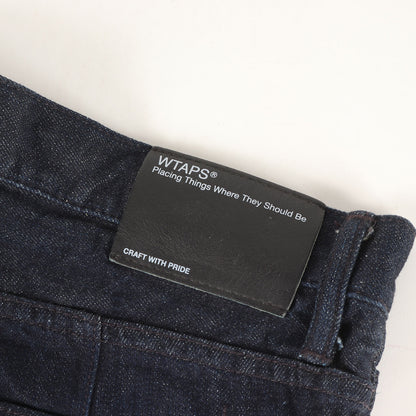 WTAPS®
Placing Things Where They Should Be
CRAFT WITH PRIDE